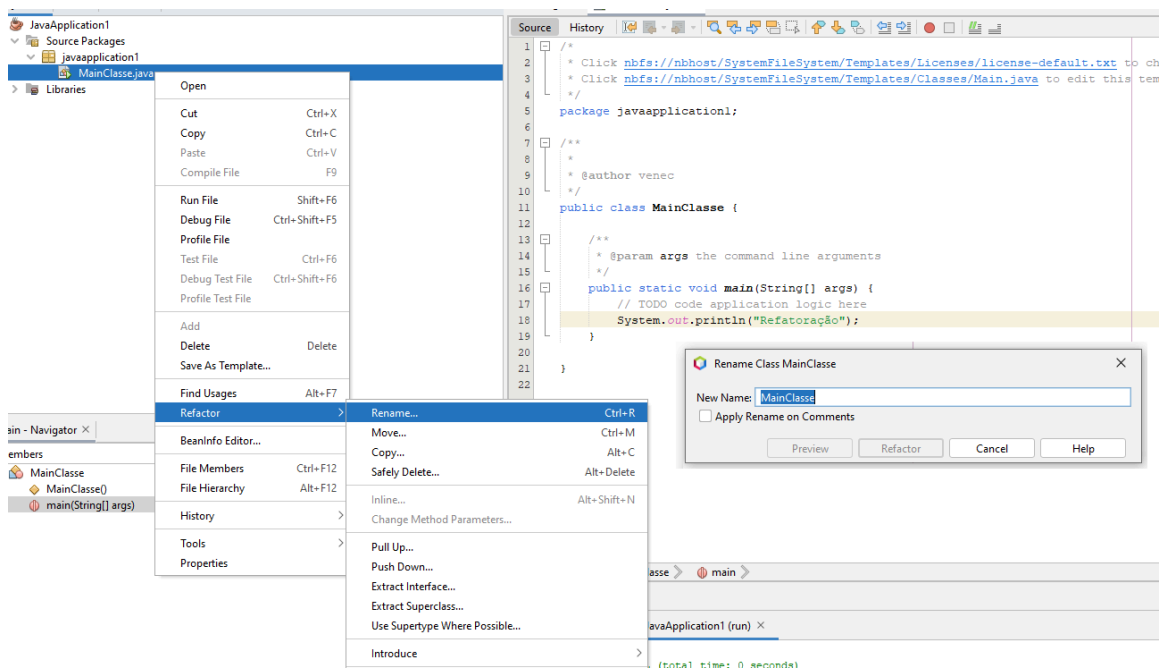 JavaApplication1
Source Packages
javaapplication1
MainClasse.java
Libraries
Open
Cut Ctrl+X
Copy Ctrl+C
Paste Ctrl+V
Compile File F9
Run File Shift+F6
Debug File Ctrl+Shift+F5
Profile File
Test File Ctrl+F6
Debug Test File Ctrl+Shift+F6
Profile Test File
Add
Delete Delete
Save As Template...
Find Usages Alt+F7
Refactor
BeanInfo Editor...
File Members Ctrl+F12
File Hierarchy Alt+F12
History
Tools
Properties
Rename... Ctrl+R
Move... Ctrl+M
Copy... Alt+C
Safely Delete... Alt+Delete
Inline... Alt+Shift+N
Change Method Parameters...
Pull Up...
Push Down...
Extract Interface...
Extract Superclass...
Use Supertype Where Possible...
Introduce
ain - Navigator
embers
MainClasse
MainClasse()
main(String[] args)
Source History
1 /*
2 * Click nbfs://nbhost/SystemFileSystem/Templates/Licenses/license-default.txt to ch
3 * Click nbfs://nbhost/SystemFileSystem/Templates/Classes/Main.java to edit this tem
4 */
5 package javaapplication1;
6
7 /**
8 *
9 * @author venec
10 */
11 public class MainClasse {
12
13 /**
14 * @param args the command line arguments
15 */
16 public static void main(String[] args) {
17 // TODO code application logic here
18 System.out.println("Refatoração");
19 }
20
21 }
22
Rename Class MainClasse
New Name: MainClasse
Apply Rename on Comments
Preview Refactor Cancel Help
asse main
avaApplication1 (run)
(total time: 0 seconds)